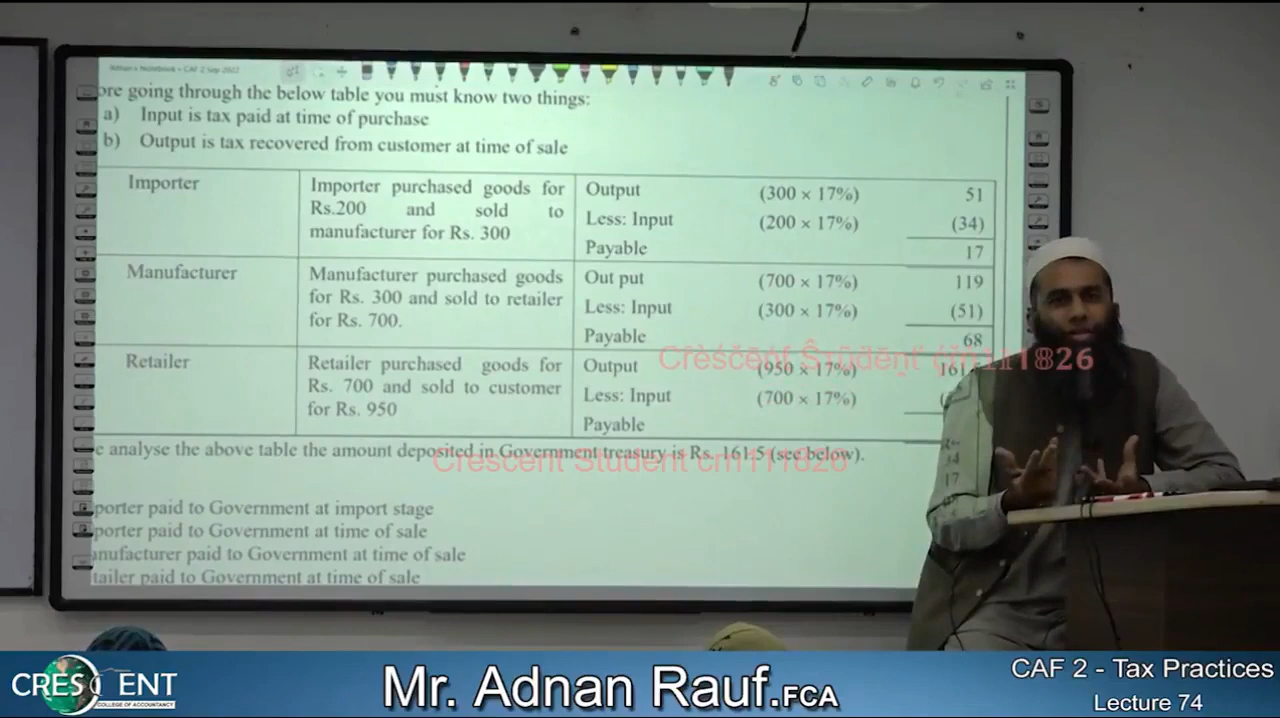 ore going through the below table you must know two things:
a) Input is tax paid at time of purchase
b) Output is tax recovered from customer at time of sale
Importer
Importer purchased goods for
Rs.200 and sold to
manufacturer for Rs. 300
Output (300 × 17%) 51
Less: Input (200 × 17%) (34)
Payable 17
Manufacturer
Manufacturer purchased goods
for Rs. 300 and sold to retailer
for Rs. 700.
Out put (700 × 17%) 119
Less: Input (300 × 17%) (51)
Payable 68
Retailer
Retailer purchased goods for
Rs. 700 and sold to customer
for Rs. 950
Output (950 × 17%) 161
Less: Input (700 × 17%)
Payable
e analyse the above table the amount deposited in Government treasury is Rs. 161.5 (see below).
Crescent Student cm111826
Crescent Student cm111826
34
17
porter paid to Government at import stage
porter paid to Government at time of sale
anufacturer paid to Government at time of sale
tailer paid to Government at time of sale
CRESCENT
COLLEGE OF ACCOUNTANCY
Mr. Adnan Rauf.FCA
CAF 2 - Tax Practices
Lecture 74